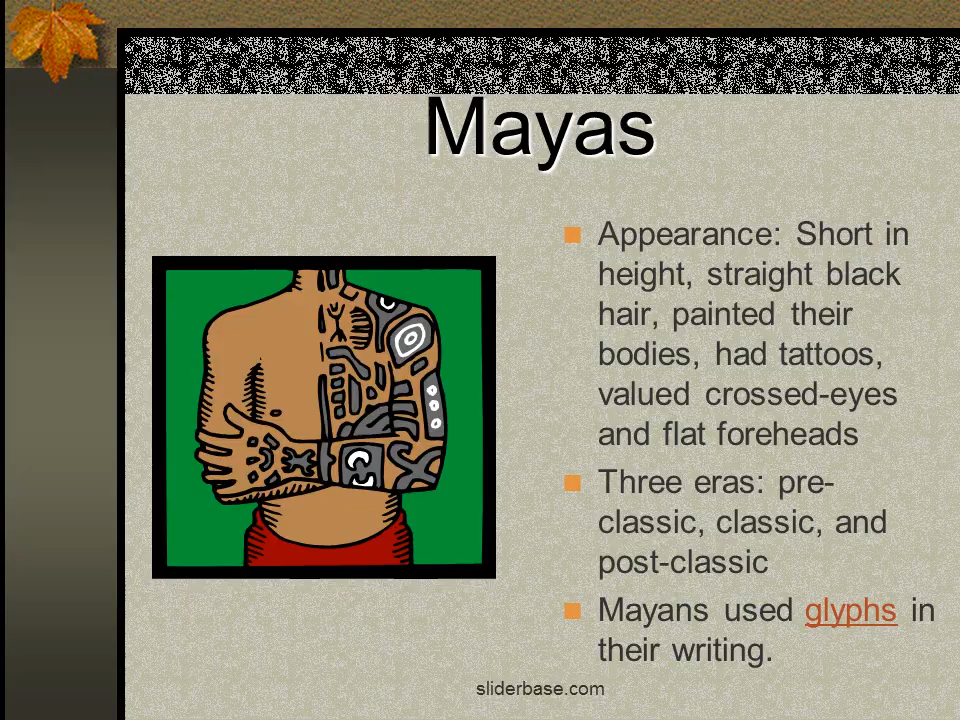 Mayas
Appearance: Short in
height, straight black
hair, painted their
bodies, had tattoos,
valued crossed-eyes
and flat foreheads
Three eras: pre-
classic, classic, and
post-classic
Mayans used glyphs in
their writing.
sliderbase.com